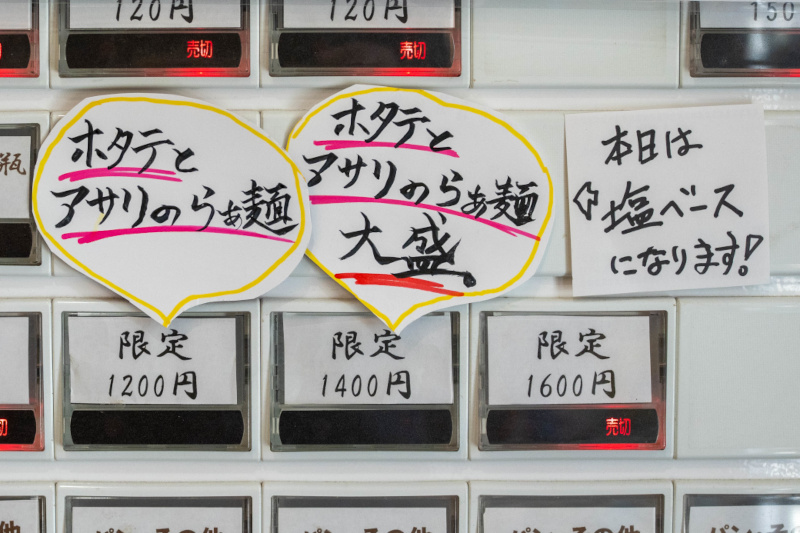 120円
120円
150
売切
売切
瓶
ホタテと
アサリのらぁ麺
ホタテと
アサリのらぁ麺
大盛
本日は
⇦塩ベース
になります!
限定
1200円
限定
1400円
限定
1600円
売切
売切